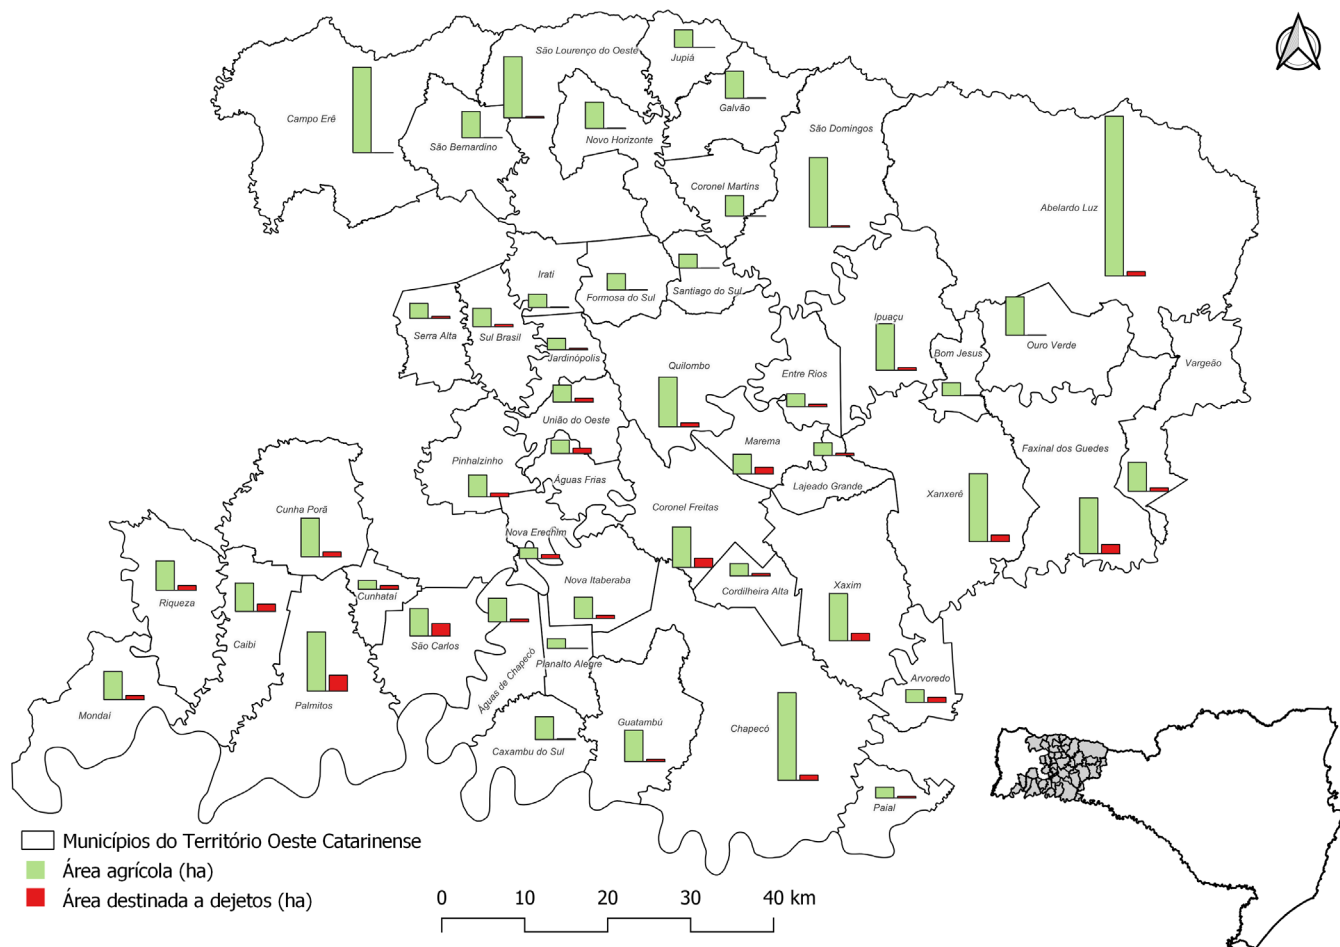 São Lourenço do Oeste
Jupiá
Galvão
Campo Erê
São Bernardino
Novo Horizonte
São Domingos
Coronel Martins
Abelardo Luz
Irati
Formosa do Sul
Santiago do Sul
Serra Alta
Sul Brasil
Jardinópolis
Ipuaçu
Bom Jesus
Ouro Verde
Vargeão
Quilombo
Entre Rios
União do Oeste
Marema
Faxinal dos Guedes
Pinhalzinho
Águas Frias
Lajeado Grande
Xanxerê
Cunha Porã
Coronel Freitas
Nova Erechim
Nova Itaberaba
Cordilheira Alta
Xaxim
Riqueza
Cunhataí
Caibi
São Carlos
Águas de Chapecó
Planalto Alegre
Arvoredo
Mondaí
Palmitos
Caxambu do Sul
Guatambú
Chapecó
Paial
Municípios do Território Oeste Catarinense
Área agrícola (ha)
Área destinada a dejetos (ha)
0 10 20 30 40 km